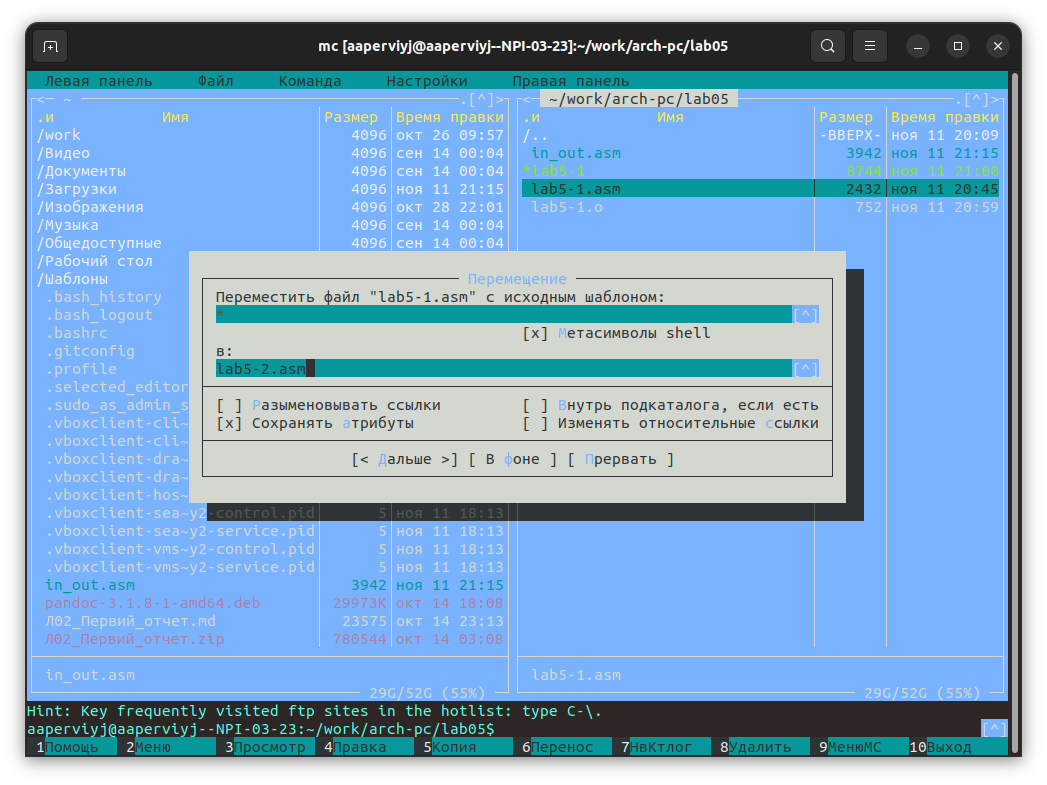 mc [aaperviyj@aaperviyj--NPI-03-23]:~/work/arch-pc/lab05
Левая панель Файл Команда Настройки Правая панель
<─ ~ .[^]>
.и Имя Размер Время правки
/work 4096 окт 26 09:57
/Видео 4096 сен 14 00:04
/Документы 4096 сен 14 00:04
/Загрузки 4096 ноя 11 21:15
/Изображения 4096 окт 28 22:01
/Музыка 4096 сен 14 00:04
/Общедоступные 4096 сен 14 00:04
/Рабочий стол
/Шаблоны
.bash_history
.bash_logout
.bashrc
.gitconfig
.profile
.selected_editor
.sudo_as_admin_s
.vboxclient-cli~
.vboxclient-cli~
.vboxclient-dra~
.vboxclient-dra~
.vboxclient-hos~
.vboxclient-sea~y2-control.pid 5 ноя 11 18:13
.vboxclient-sea~y2-service.pid 5 ноя 11 18:13
.vboxclient-vms~y2-control.pid 5 ноя 11 18:13
.vboxclient-vms~y2-service.pid 5 ноя 11 18:13
in_out.asm 3942 ноя 11 21:15
pandoc-3.1.8-1-amd64.deb 29973K окт 14 18:08
Л02_Первий_отчет.md 23575 окт 14 23:13
Л02_Первий_отчет.zip 780544 окт 14 03:08
in_out.asm
29G/52G (55%)
<─ ~/work/arch-pc/lab05 .[^]>
.и Имя Размер Время правки
/.. -ВВЕРХ- ноя 11 20:09
in_out.asm 3942 ноя 11 21:15
*lab5-1 8744 ноя 11 21:00
lab5-1.asm 2432 ноя 11 20:45
lab5-1.o 752 ноя 11 20:59
lab5-1.asm
29G/52G (55%)
Перемещение
Переместить файл "lab5-1.asm" с исходным шаблоном:
* [^]
[x] Метасимволы shell
в:
lab5-2.asm [^]
[ ] Разыменовывать ссылки [ ] Внутрь подкаталога, если есть
[x] Сохранять атрибуты [ ] Изменять относительные ссылки
[< Дальше >] [ В фоне ] [ Прервать ]
Hint: Key frequently visited ftp sites in the hotlist: type C-\.
aaperviyj@aaperviyj--NPI-03-23:~/work/arch-pc/lab05$ [^]
1Помощь 2Меню 3Просмотр 4Правка 5Копия 6Перенос 7НвКтлог 8Удалить 9МенюМС 10Выход